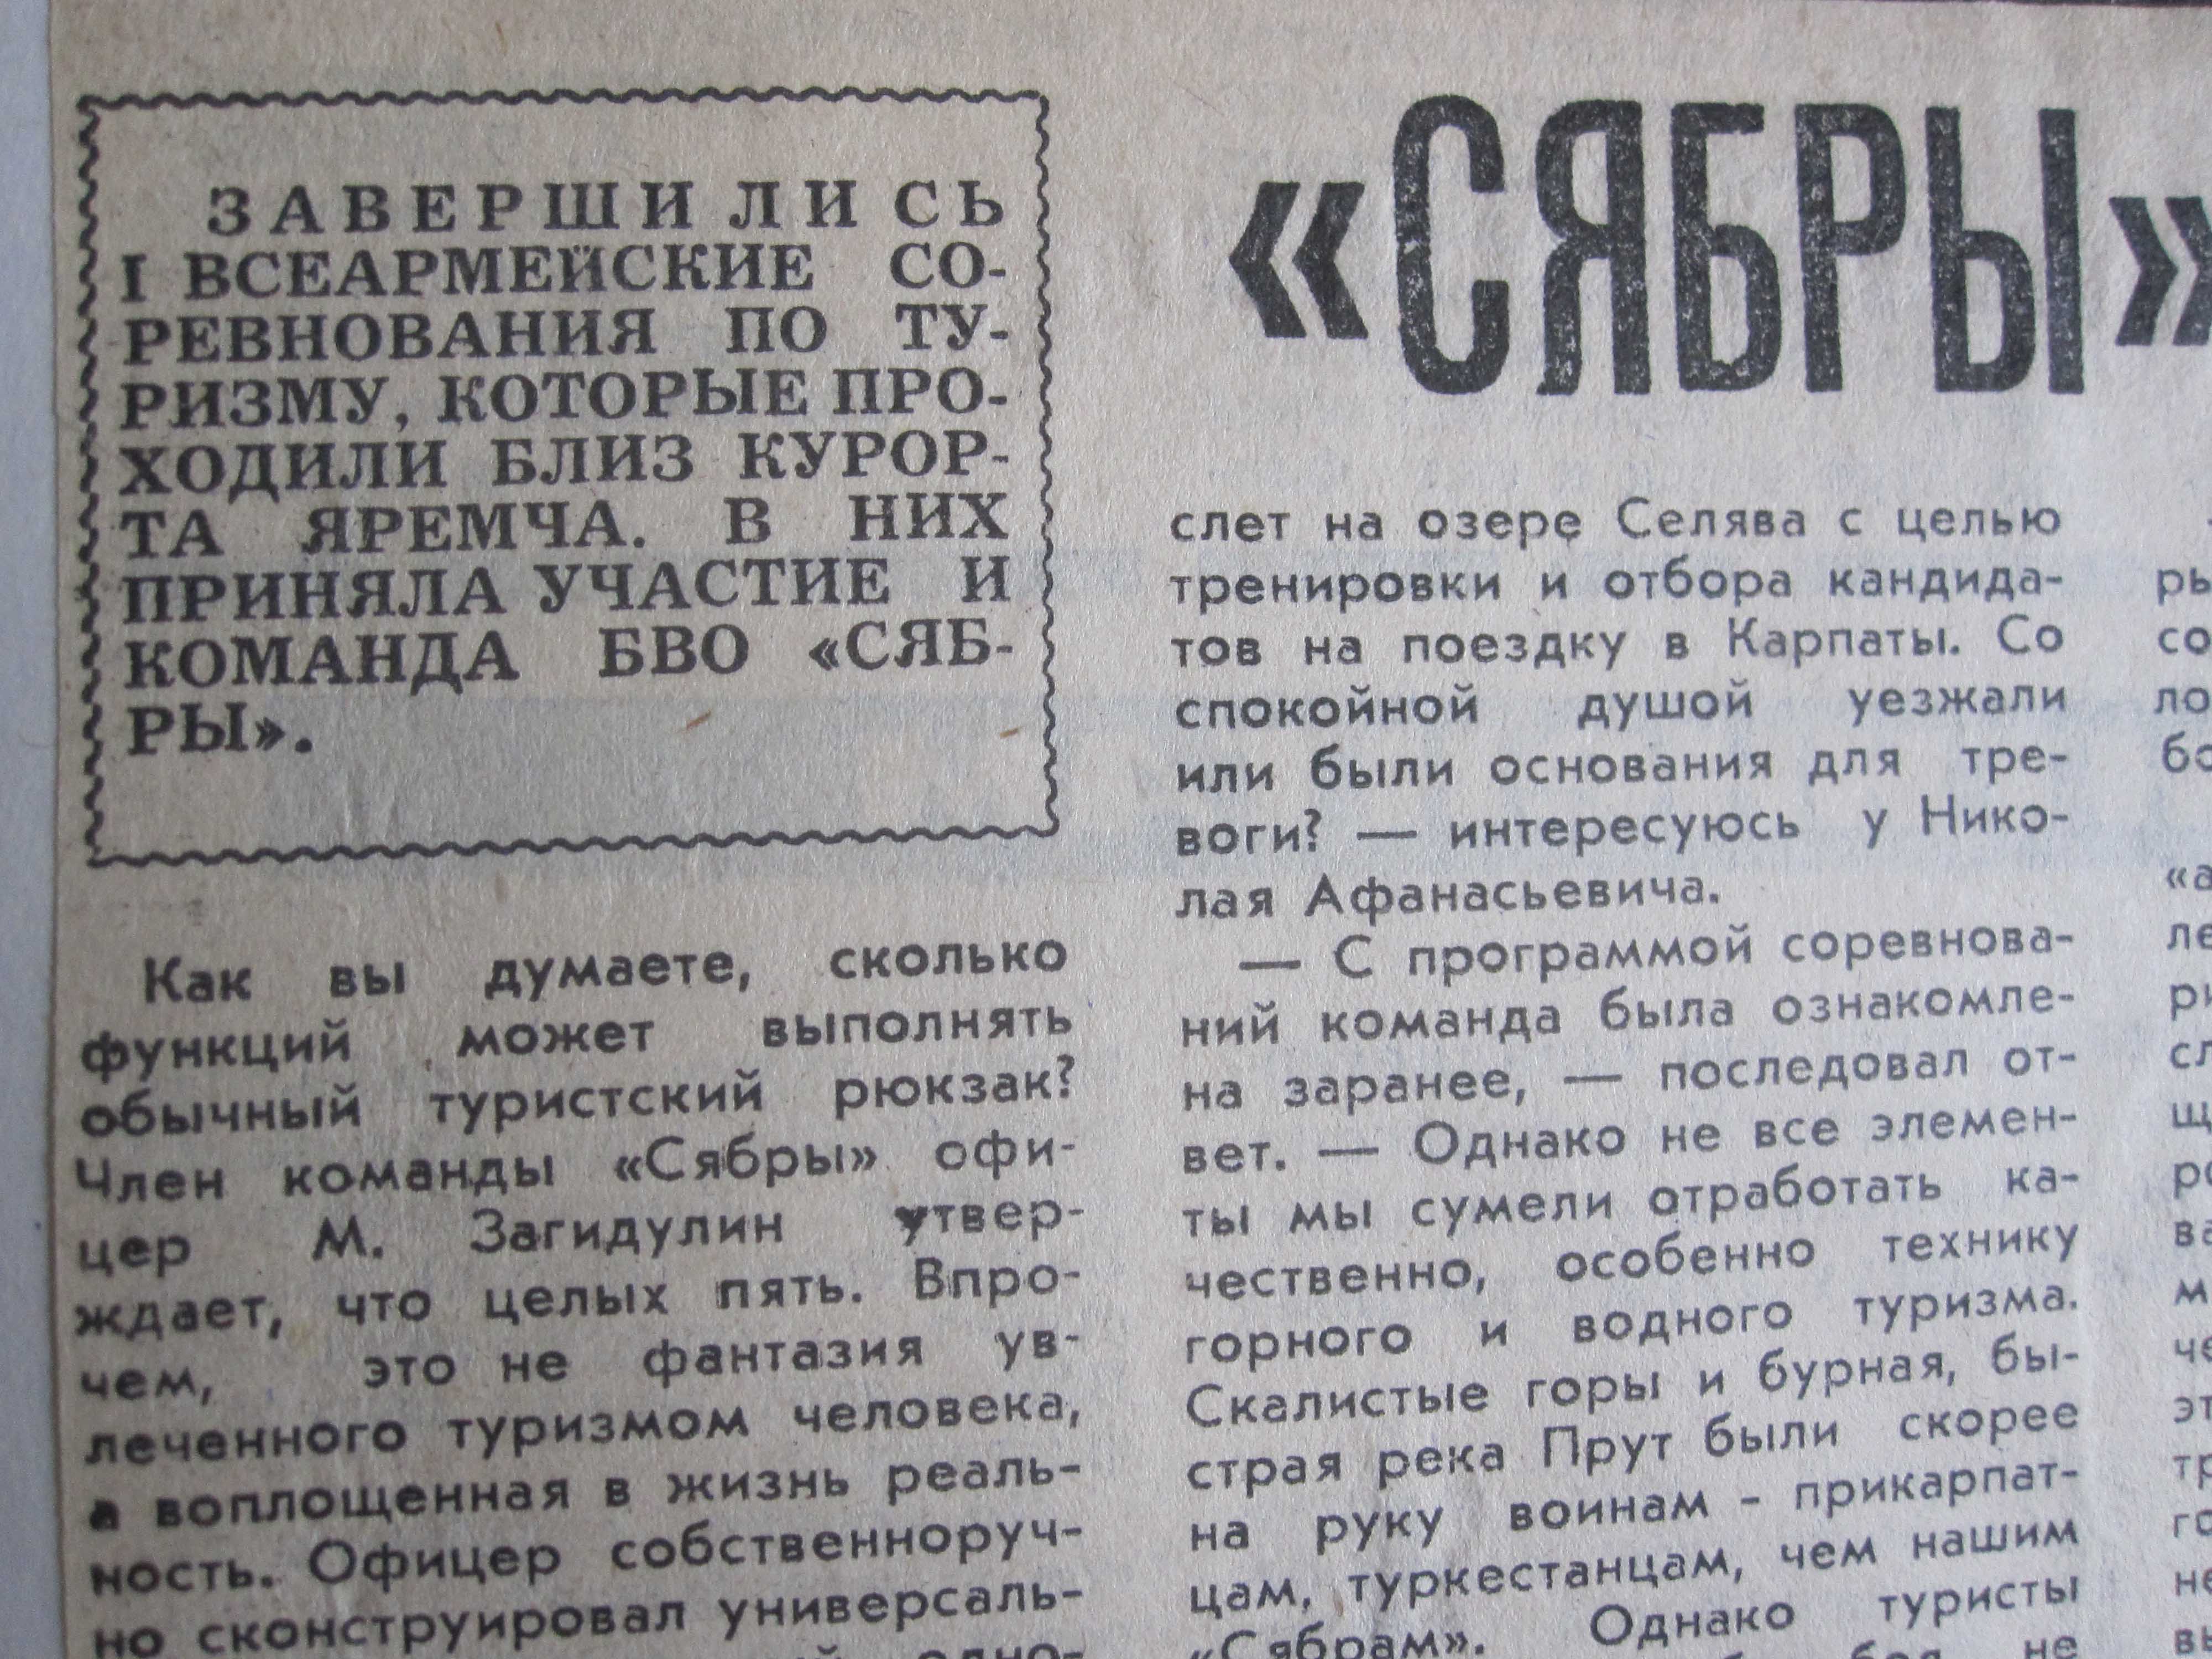 ЗАВЕРШИЛИСЬ
I ВСЕАРМЕЙСКИЕ СО-
РЕВНОВАНИЯ ПО ТУ-
РИЗМУ, КОТОРЫЕ ПРО-
ХОДИЛИ БЛИЗ КУРОР-
ТА ЯРЕМЧА. В НИХ
ПРИНЯЛА УЧАСТИЕ И
КОМАНДА БВО «СЯБ-
РЫ».
Как вы думаете, сколько
функций может выполнять
обычный туристский рюкзак?
Член команды «Сябры» офи-
цер М. Загидулин утвер-
ждает, что целых пять. Впро-
чем, это не фантазия ув-
леченного туризмом человека,
а воплощенная в жизнь реаль-
ность. Офицер собственноруч-
но сконструировал универсаль-
«СЯБРЫ»
слет на озере Селява с целью
тренировки и отбора кандида-
тов на поездку в Карпаты. Со
спокойной душой уезжали
или были основания для тре-
воги? — интересуюсь у Нико-
лая Афанасьевича.
— С программой соревнова-
ний команда была ознакомле-
на заранее, — последовал от-
вет. — Однако не все элемен-
ты мы сумели отработать ка-
чественно, особенно технику
горного и водного туризма.
Скалистые горы и бурная, бы-
страя река Прут были скорее
на руку воинам - прикарпат-
цам, туркестанцам, чем нашим
«Сябрам». Однако туристы
не